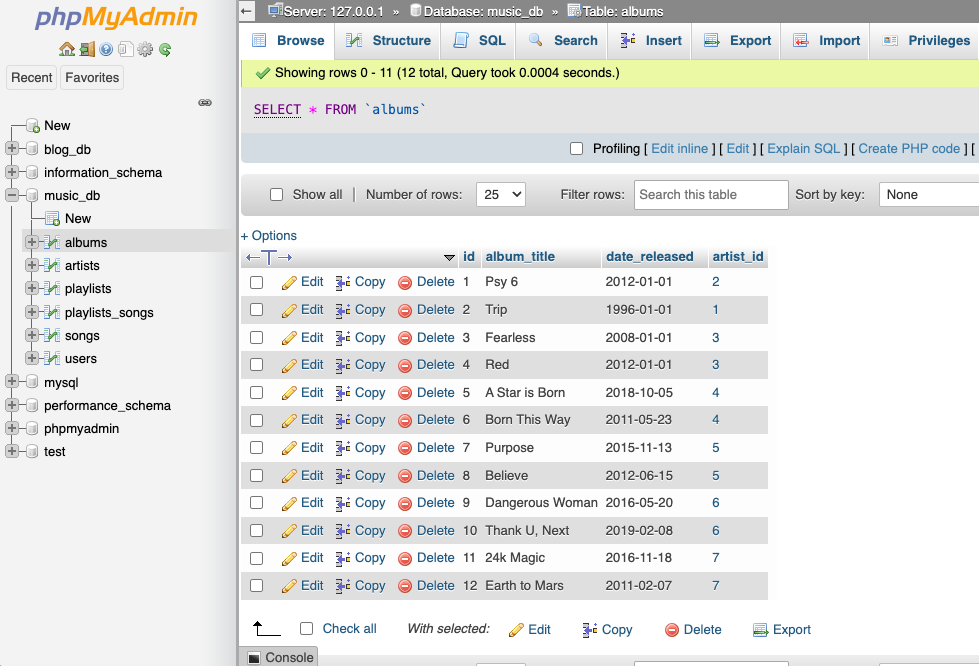 phpMyAdmin
Recent Favorites
New
blog_db
information_schema
music_db
New
albums
artists
playlists
playlists_songs
songs
users
mysql
performance_schema
phpmyadmin
test
Server: 127.0.0.1 » Database: music_db » Table: albums
Browse Structure SQL Search Insert Export Import Privileges
Showing rows 0 - 11 (12 total, Query took 0.0004 seconds.)
SELECT * FROM `albums`
Profiling [ Edit inline ] [ Edit ] [ Explain SQL ] [ Create PHP code ] [
Show all | Number of rows: 25 Filter rows: Search this table Sort by key: None
+ Options
←T→ id album_title date_released artist_id
Edit Copy Delete 1 Psy 6 2012-01-01 2
Edit Copy Delete 2 Trip 1996-01-01 1
Edit Copy Delete 3 Fearless 2008-01-01 3
Edit Copy Delete 4 Red 2012-01-01 3
Edit Copy Delete 5 A Star is Born 2018-10-05 4
Edit Copy Delete 6 Born This Way 2011-05-23 4
Edit Copy Delete 7 Purpose 2015-11-13 5
Edit Copy Delete 8 Believe 2012-06-15 5
Edit Copy Delete 9 Dangerous Woman 2016-05-20 6
Edit Copy Delete 10 Thank U, Next 2019-02-08 6
Edit Copy Delete 11 24k Magic 2016-11-18 7
Edit Copy Delete 12 Earth to Mars 2011-02-07 7
Check all With selected: Edit Copy Delete Export
Console